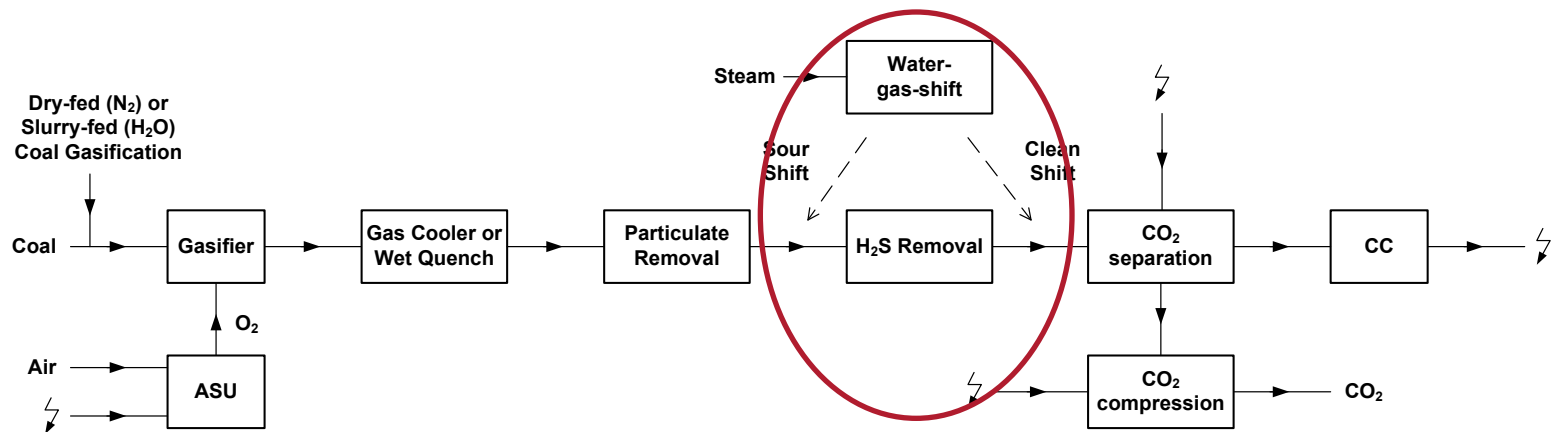 Steam
Water-
gas-shift
Dry-fed (N₂) or
Slurry-fed (H₂O)
Coal Gasification
Sour
Shift
Clean
Shift
Coal
Gasifier
Gas Cooler or
Wet Quench
Particulate
Removal
H₂S Removal
CO₂
separation
CC
O₂
Air
ASU
CO₂
compression
CO₂